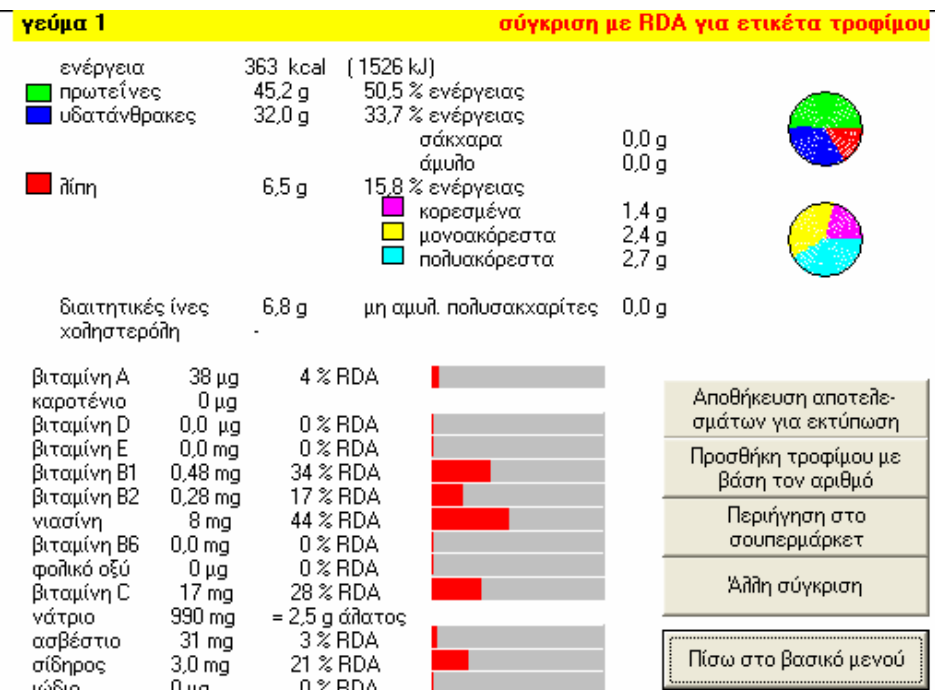 γεύμα 1 σύγκριση με RDA για ετικέτα τροφίμου
ενέργεια 363 kcal (1526 kJ)
πρωτεΐνες 45,2 g 50,5 % ενέργειας
υδατάνθρακες 32,0 g 33,7 % ενέργειας
σάκχαρα 0,0 g
άμυλο 0,0 g
λίπη 6,5 g 15,8 % ενέργειας
κορεσμένα 1,4 g
μονοακόρεστα 2,4 g
πολυακόρεστα 2,7 g
διαιτητικές ίνες 6,8 g μη αμυλ. πολυσακχαρίτες 0,0 g
χοληστερόλη -
βιταμίνη A 38 μg 4 % RDA
καροτένιο 0 μg
βιταμίνη D 0,0 μg 0 % RDA
βιταμίνη E 0,0 mg 0 % RDA
βιταμίνη B1 0,48 mg 34 % RDA
βιταμίνη B2 0,28 mg 17 % RDA
νιασίνη 8 mg 44 % RDA
βιταμίνη B6 0,0 mg 0 % RDA
φολικό οξύ 0 μg 0 % RDA
βιταμίνη C 17 mg 28 % RDA
νάτριο 990 mg = 2,5 g άλατος
ασβέστιο 31 mg 3 % RDA
σίδηρος 3,0 mg 21 % RDA
ιώδιο 0 μg 0 % RDA
Αποθήκευση αποτελε-
σμάτων για εκτύπωση
Προσθήκη τροφίμου με
βάση τον αριθμό
Περιήγηση στο
σουπερμάρκετ
Άλλη σύγκριση
Πίσω στο βασικό μενού